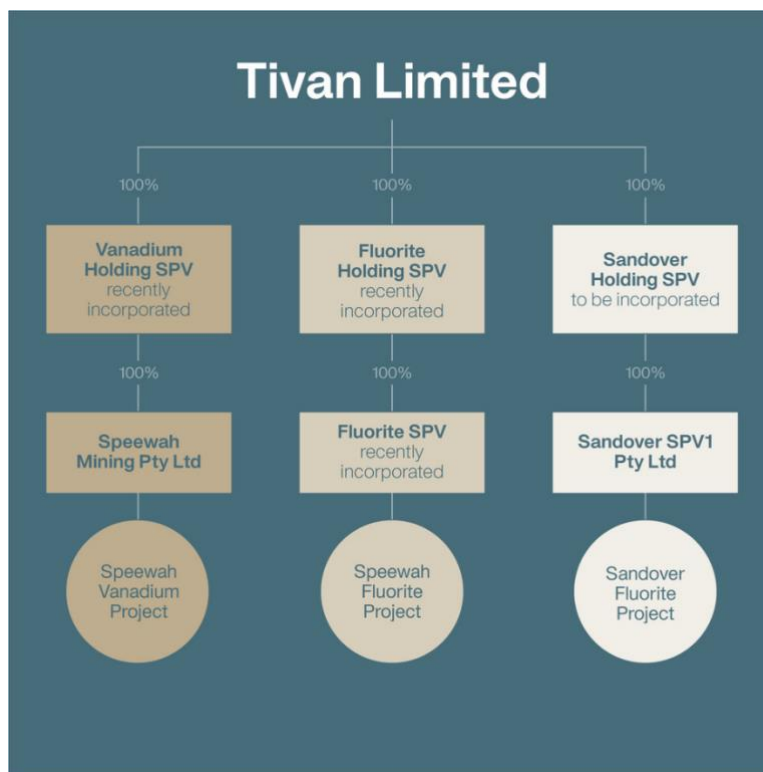 Tivan Limited
100%
100%
100%
Vanadium
Holding SPV
recently
incorporated
Fluorite
Holding SPV
recently
incorporated
Sandover
Holding SPV
to be incorporated
100%
100%
100%
Speewah
Mining Pty Ltd
Fluorite SPV
recently
incorporated
Sandover SPV1
Pty Ltd
Speewah
Vanadium
Project
Speewah
Fluorite
Project
Sandover
Fluorite
Project